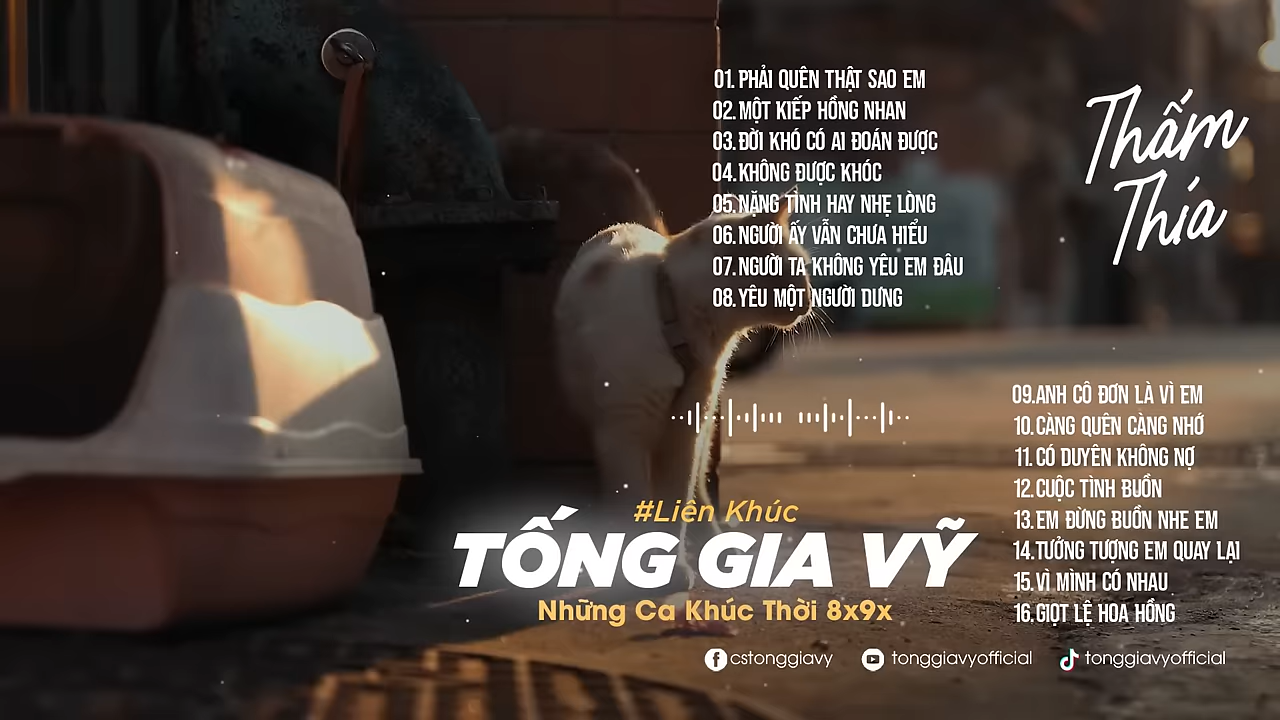 01. PHẢI QUÊN THẬT SAO EM
02. MỘT KIẾP HỒNG NHAN
03. ĐỜI KHÓ CÓ AI ĐOÁN ĐƯỢC
04. KHÔNG ĐƯỢC KHÓC
05. NẶNG TÌNH HAY NHẸ LÒNG
06. NGƯỜI ẤY VẪN CHƯA HIỂU
07. NGƯỜI TA KHÔNG YÊU EM ĐÂU
08. YÊU MỘT NGƯỜI DƯNG
Thấm
Thía
09. ANH CÔ ĐƠN LÀ VÌ EM
10. CÀNG QUÊN CÀNG NHỚ
11. CÓ DUYÊN KHÔNG NỢ
12. CUỘC TÌNH BUỒN
13. EM ĐỪNG BUỒN NHE EM
14. TƯỞNG TƯỢNG EM QUAY LẠI
15. VÌ MÌNH CÓ NHAU
16. GIỌT LỆ HOA HỒNG
#Liên Khúc
TỐNG GIA VỸ
Những Ca Khúc Thời 8x9x
cstonggiavy tonggiavyofficial tonggiavyofficial